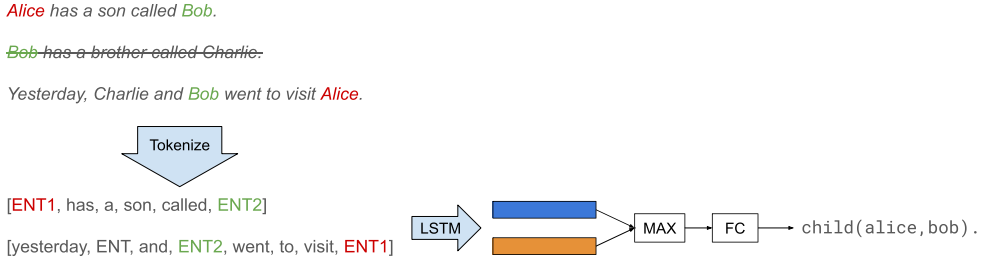 Alice has a son called Bob.
Bob has a brother called Charlie.
Yesterday, Charlie and Bob went to visit Alice.
Tokenize
[ENT1, has, a, son, called, ENT2]
[yesterday, ENT, and, ENT2, went, to, visit, ENT1]
LSTM
MAX
FC
child(alice,bob).